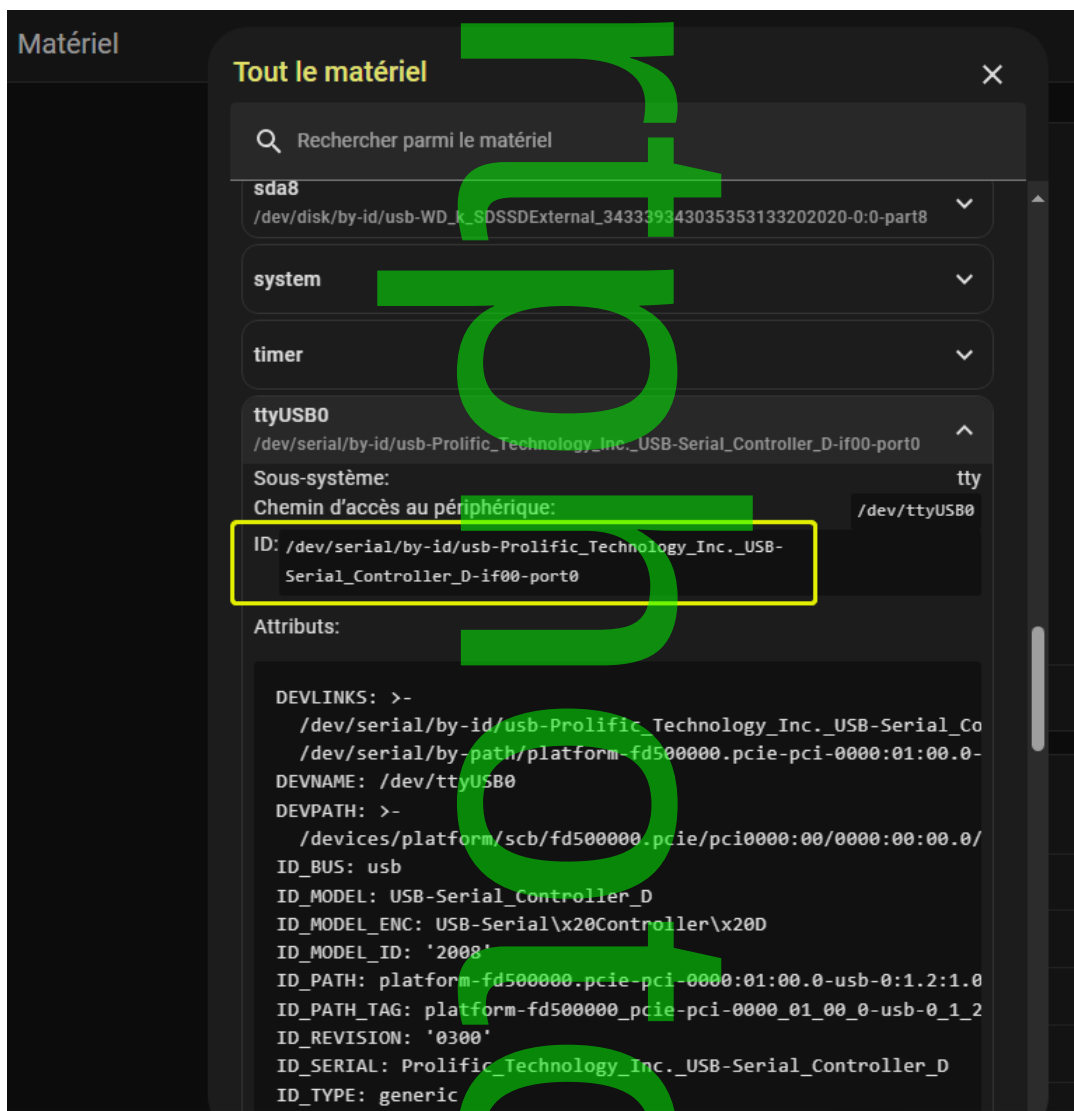 Matériel
Tout le matériel
Rechercher parmi le matériel
sda8
/dev/disk/by-id/usb-WD_k_SDSSDExternal_343339343035353133202020-0:0-part8
system
timer
ttyUSB0
/dev/serial/by-id/usb-Prolific_Technology_Inc._USB-Serial_Controller_D-if00-port0
Sous-système: tty
Chemin d'accès au périphérique: /dev/ttyUSB0
ID: /dev/serial/by-id/usb-Prolific_Technology_Inc._USB-
Serial_Controller_D-if00-port0
Attributs:
DEVLINKS: >-
/dev/serial/by-id/usb-Prolific_Technology_Inc._USB-Serial_Co
/dev/serial/by-path/platform-fd500000.pcie-pci-0000:01:00.0-
DEVNAME: /dev/ttyUSB0
DEVPATH: >-
/devices/platform/scb/fd500000.pcie/pci0000:00/0000:00:00.0/
ID_BUS: usb
ID_MODEL: USB-Serial_Controller_D
ID_MODEL_ENC: USB-Serial\x20Controller\x20D
ID_MODEL_ID: '2008'
ID_PATH: platform-fd500000.pcie-pci-0000:01:00.0-usb-0:1.2:1.0
ID_PATH_TAG: platform-fd500000_pcie-pci-0000_01_00_0-usb-0_1_2
ID_REVISION: '0300'
ID_SERIAL: Prolific_Technology_Inc._USB-Serial_Controller_D
ID_TYPE: generic